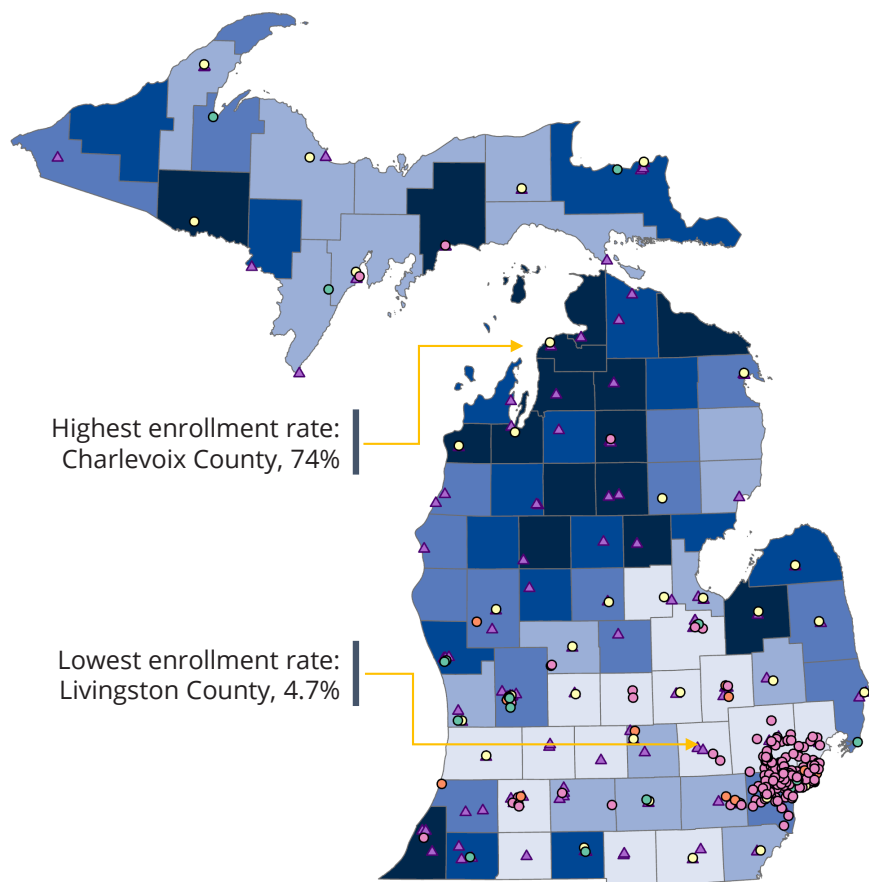 Highest enrollment rate:
Charlevoix County, 74%
Lowest enrollment rate:
Livingston County, 4.7%